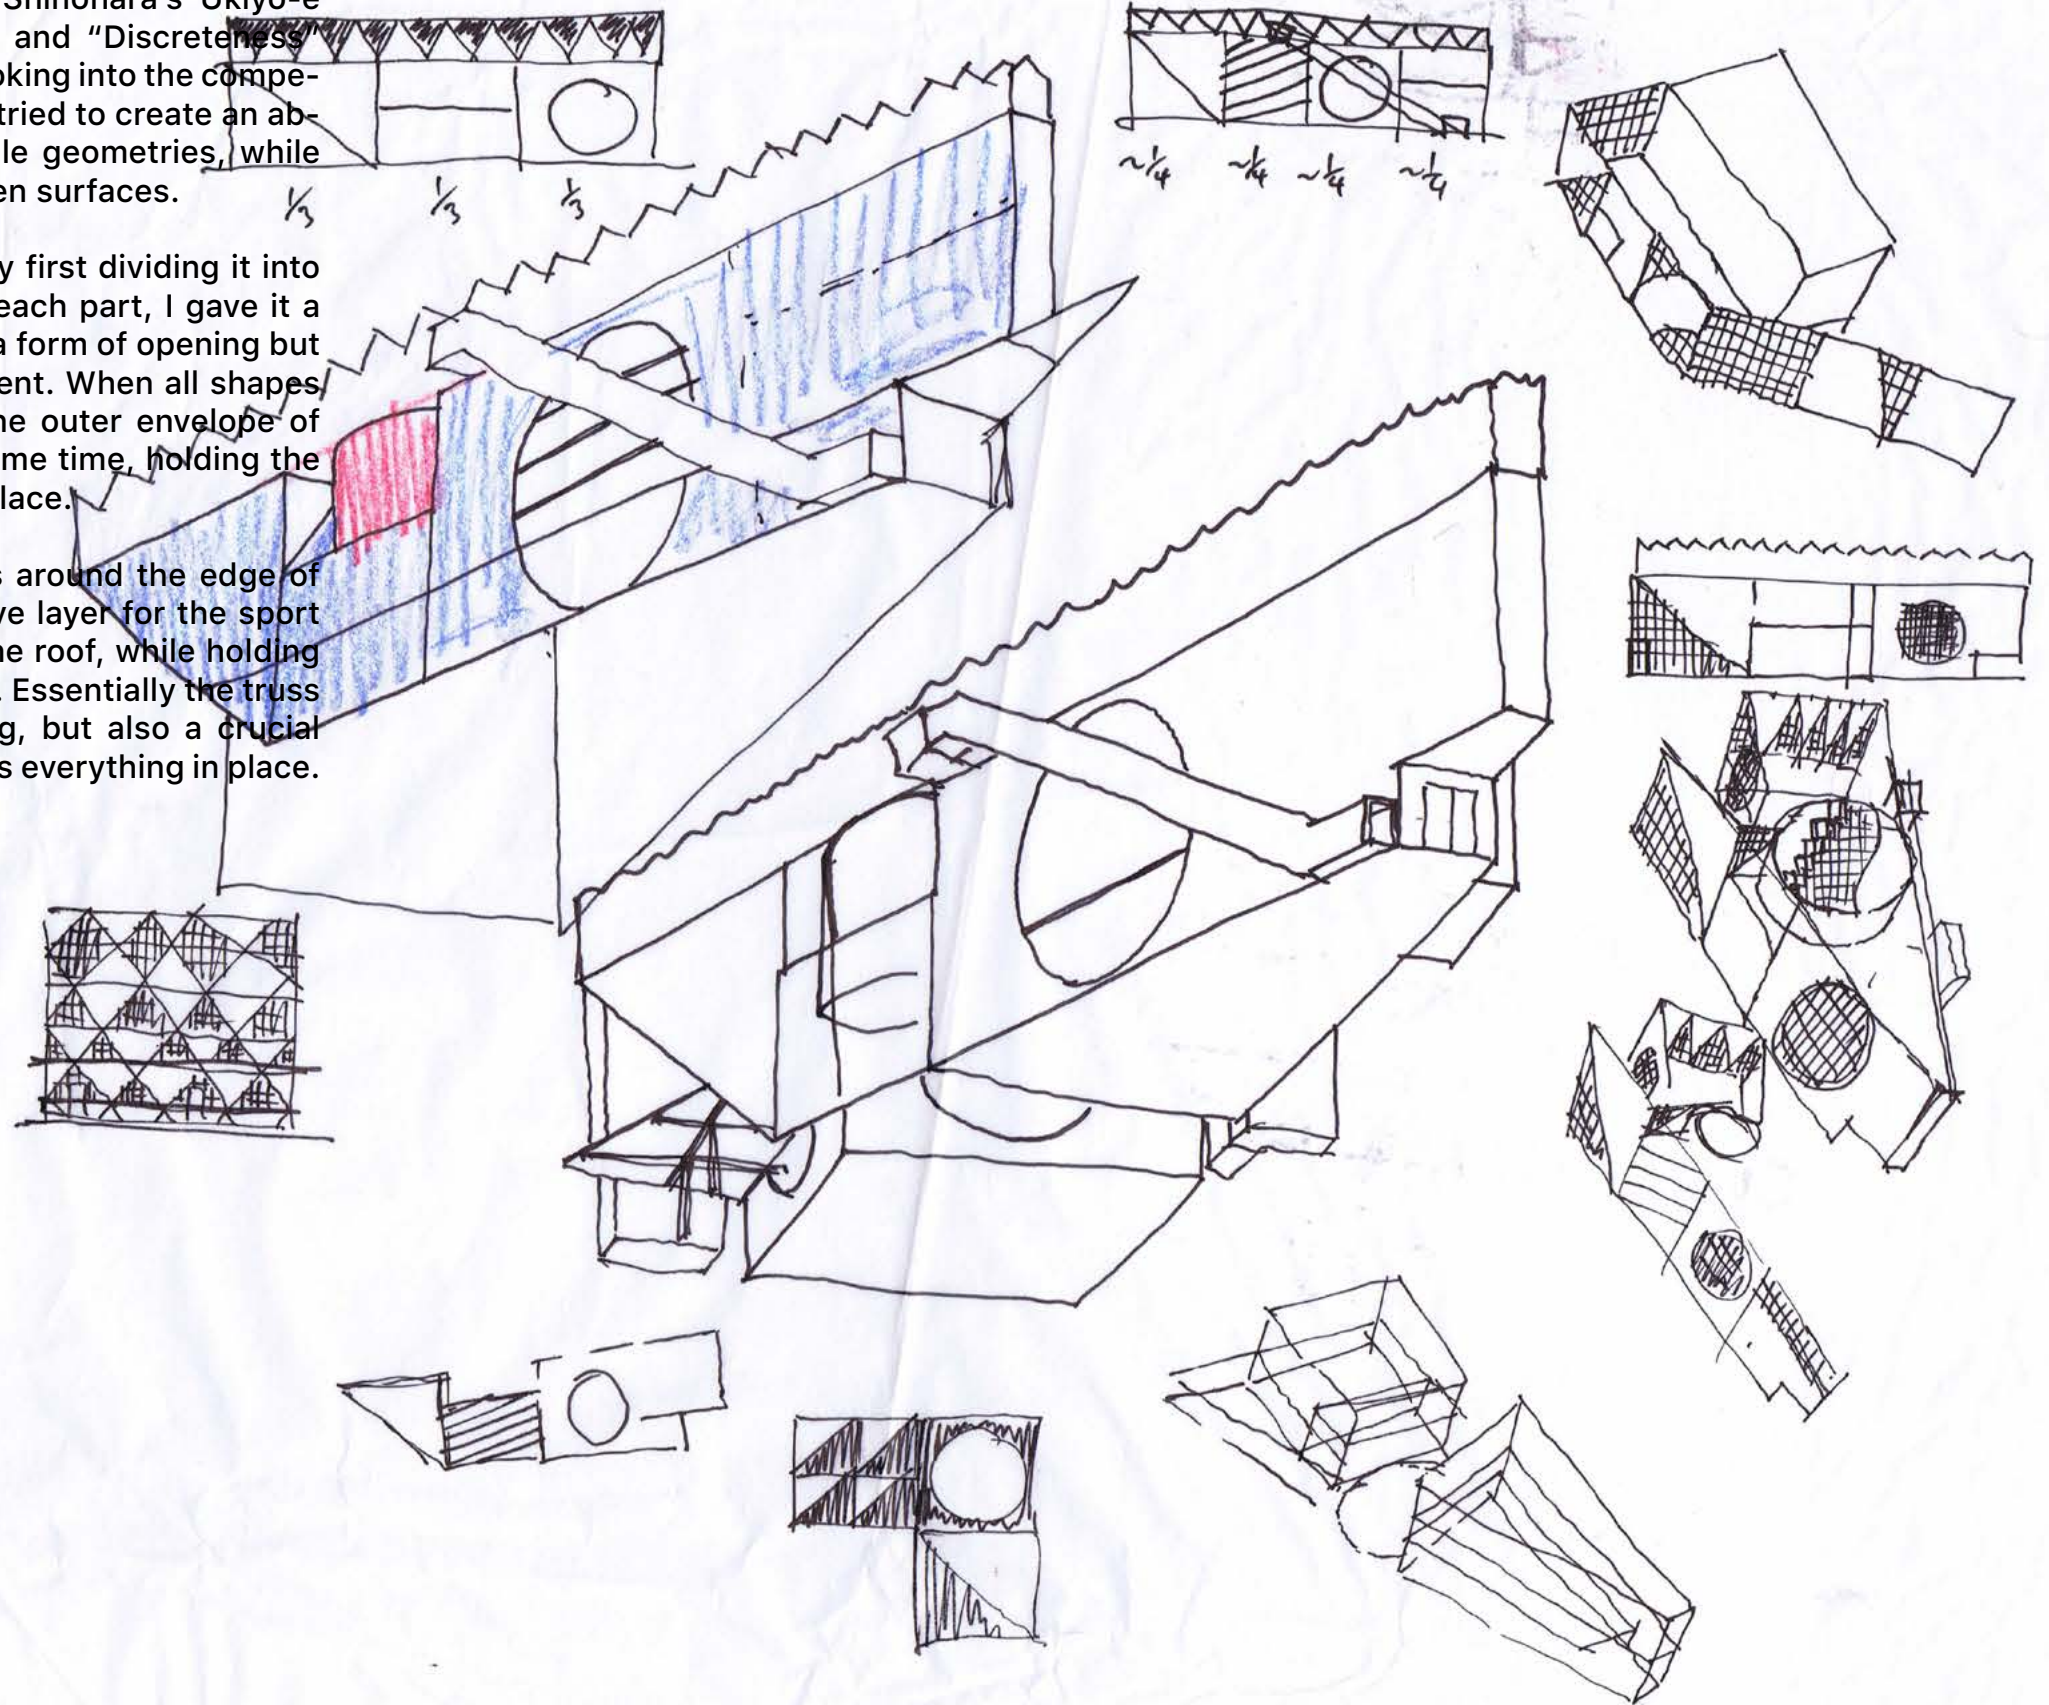 Shinohara's Ukiyo-e
and “Discreteness”
oking into the compe-
tried to create an ab-
le geometries, while
en surfaces.
1/3 1/3 1/3
~1/4 ~1/4 ~1/4 ~1/4
y first dividing it into
each part, I gave it a
a form of opening but
ent. When all shapes
he outer envelope of
me time, holding the
lace.
s around the edge of
ve layer for the sport
he roof, while holding
. Essentially the truss
g, but also a crucial
s everything in place.